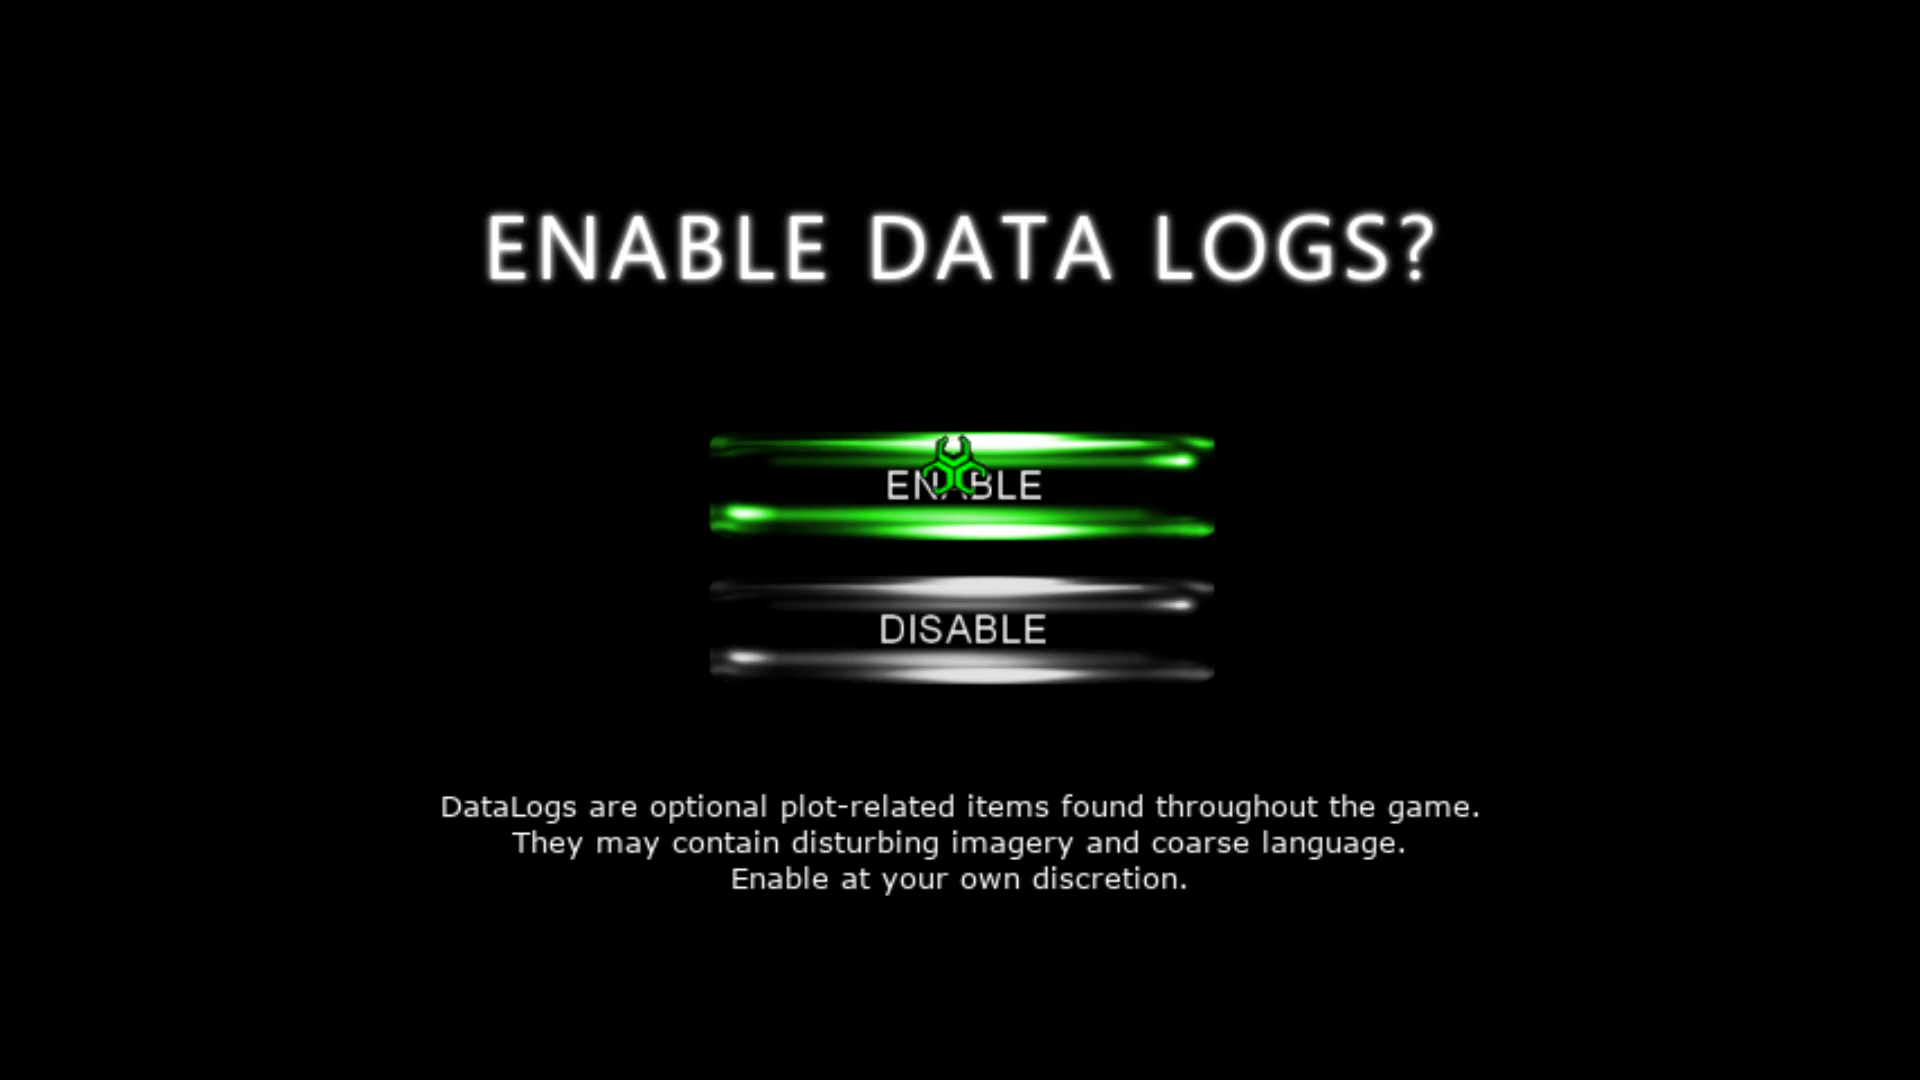 ENABLE DATA LOGS?
ENABLE
DISABLE
DataLogs are optional plot-related items found throughout the game.
They may contain disturbing imagery and coarse language.
Enable at your own discretion.